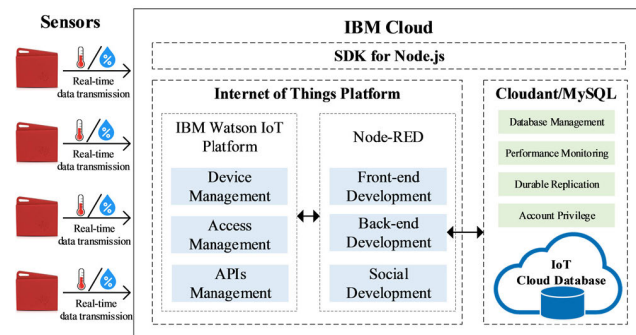 Sensors
%
Real-time
data transmission
%
Real-time
data transmission
%
Real-time
data transmission
%
Real-time
data transmission
IBM Cloud
SDK for Node.js
Internet of Things Platform
IBM Watson IoT
Platform
Device
Management
Access
Management
APIs
Management
Node-RED
Front-end
Development
Back-end
Development
Social
Development
Cloudant/MySQL
Database Management
Performance Monitoring
Durable Replication
Account Privilege
IoT
Cloud Database